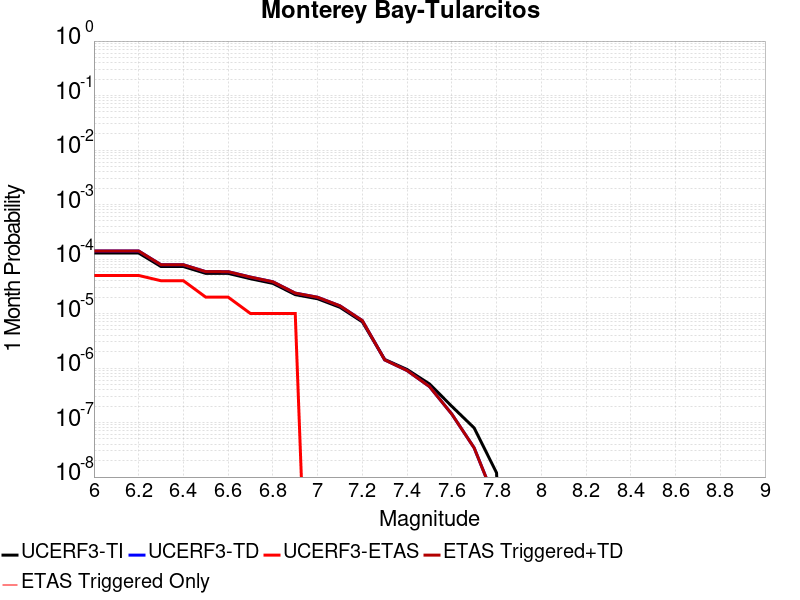 Monterey Bay-Tularcitos
10^0
10^-1
10^-2
10^-3
10^-4
10^-5
10^-6
10^-7
10^-8
1 Month Probability
6 6.2 6.4 6.6 6.8 7 7.2 7.4 7.6 7.8 8 8.2 8.4 8.6 8.8 9
Magnitude
UCERF3-TI UCERF3-TD UCERF3-ETAS ETAS Triggered+TD
ETAS Triggered Only